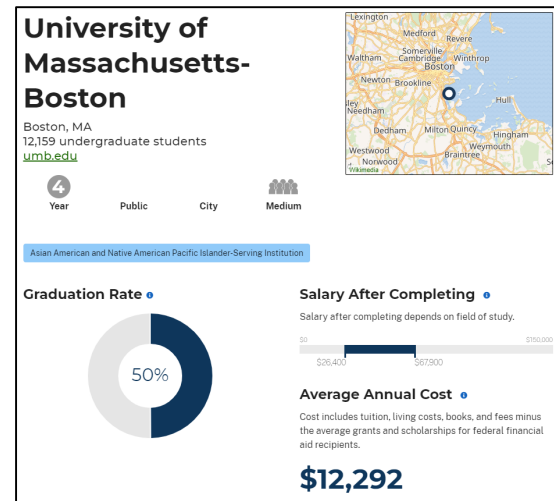 University of
Massachusetts-
Boston
Boston, MA
12,159 undergraduate students
umb.edu
4
Year
Public
City
Medium
Asian American and Native American Pacific Islander-Serving Institution
Lexington
Medford
Revere
Somerville
Waltham
Cambridge
Winthrop
Boston
Newton
Brookline
Hull
Needham
Dedham
Milton
Quincy
Hingham
Weymouth
Westwood
Braintree
Norwood
Wikimedia
Graduation Rate
50%
Salary After Completing
Salary after completing depends on field of study.
$0
$150,000
$26,400
$67,900
Average Annual Cost
Cost includes tuition, living costs, books, and fees minus
the average grants and scholarships for federal financial
aid recipients.
$12,292